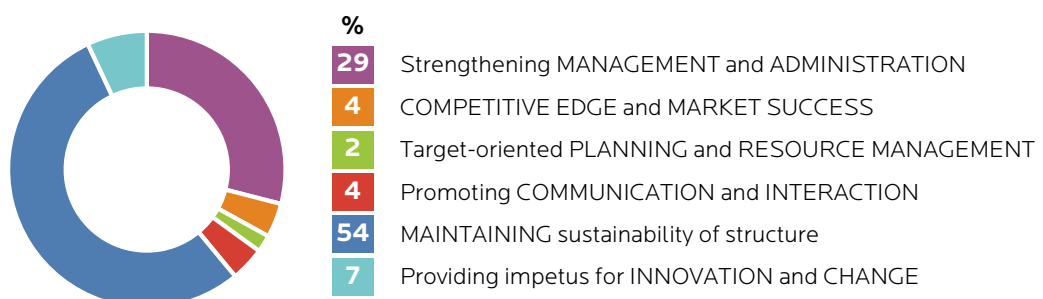 %
29 Strengthening MANAGEMENT and ADMINISTRATION
4 COMPETITIVE EDGE and MARKET SUCCESS
2 Target-oriented PLANNING and RESOURCE MANAGEMENT
4 Promoting COMMUNICATION and INTERACTION
54 MAINTAINING sustainability of structure
7 Providing impetus for INNOVATION and CHANGE